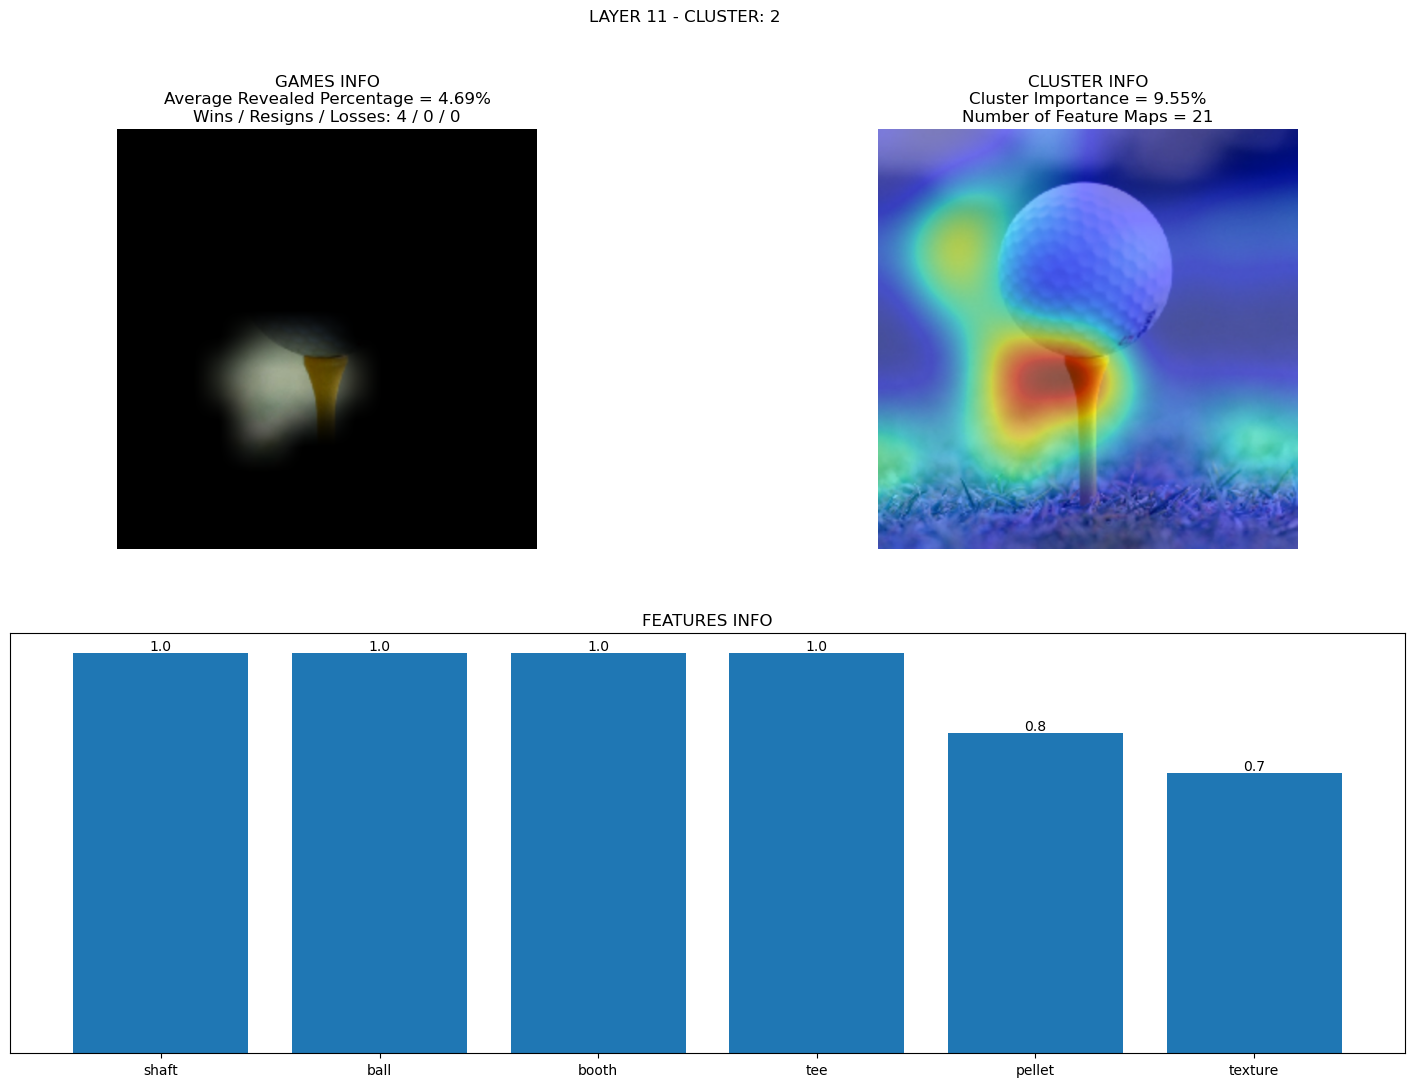 LAYER 11 - CLUSTER: 2
GAMES INFO
Average Revealed Percentage = 4.69%
Wins / Resigns / Losses: 4 / 0 / 0
CLUSTER INFO
Cluster Importance = 9.55%
Number of Feature Maps = 21
FEATURES INFO
1.0 1.0 1.0 1.0 0.8 0.7
shaft ball booth tee pellet texture